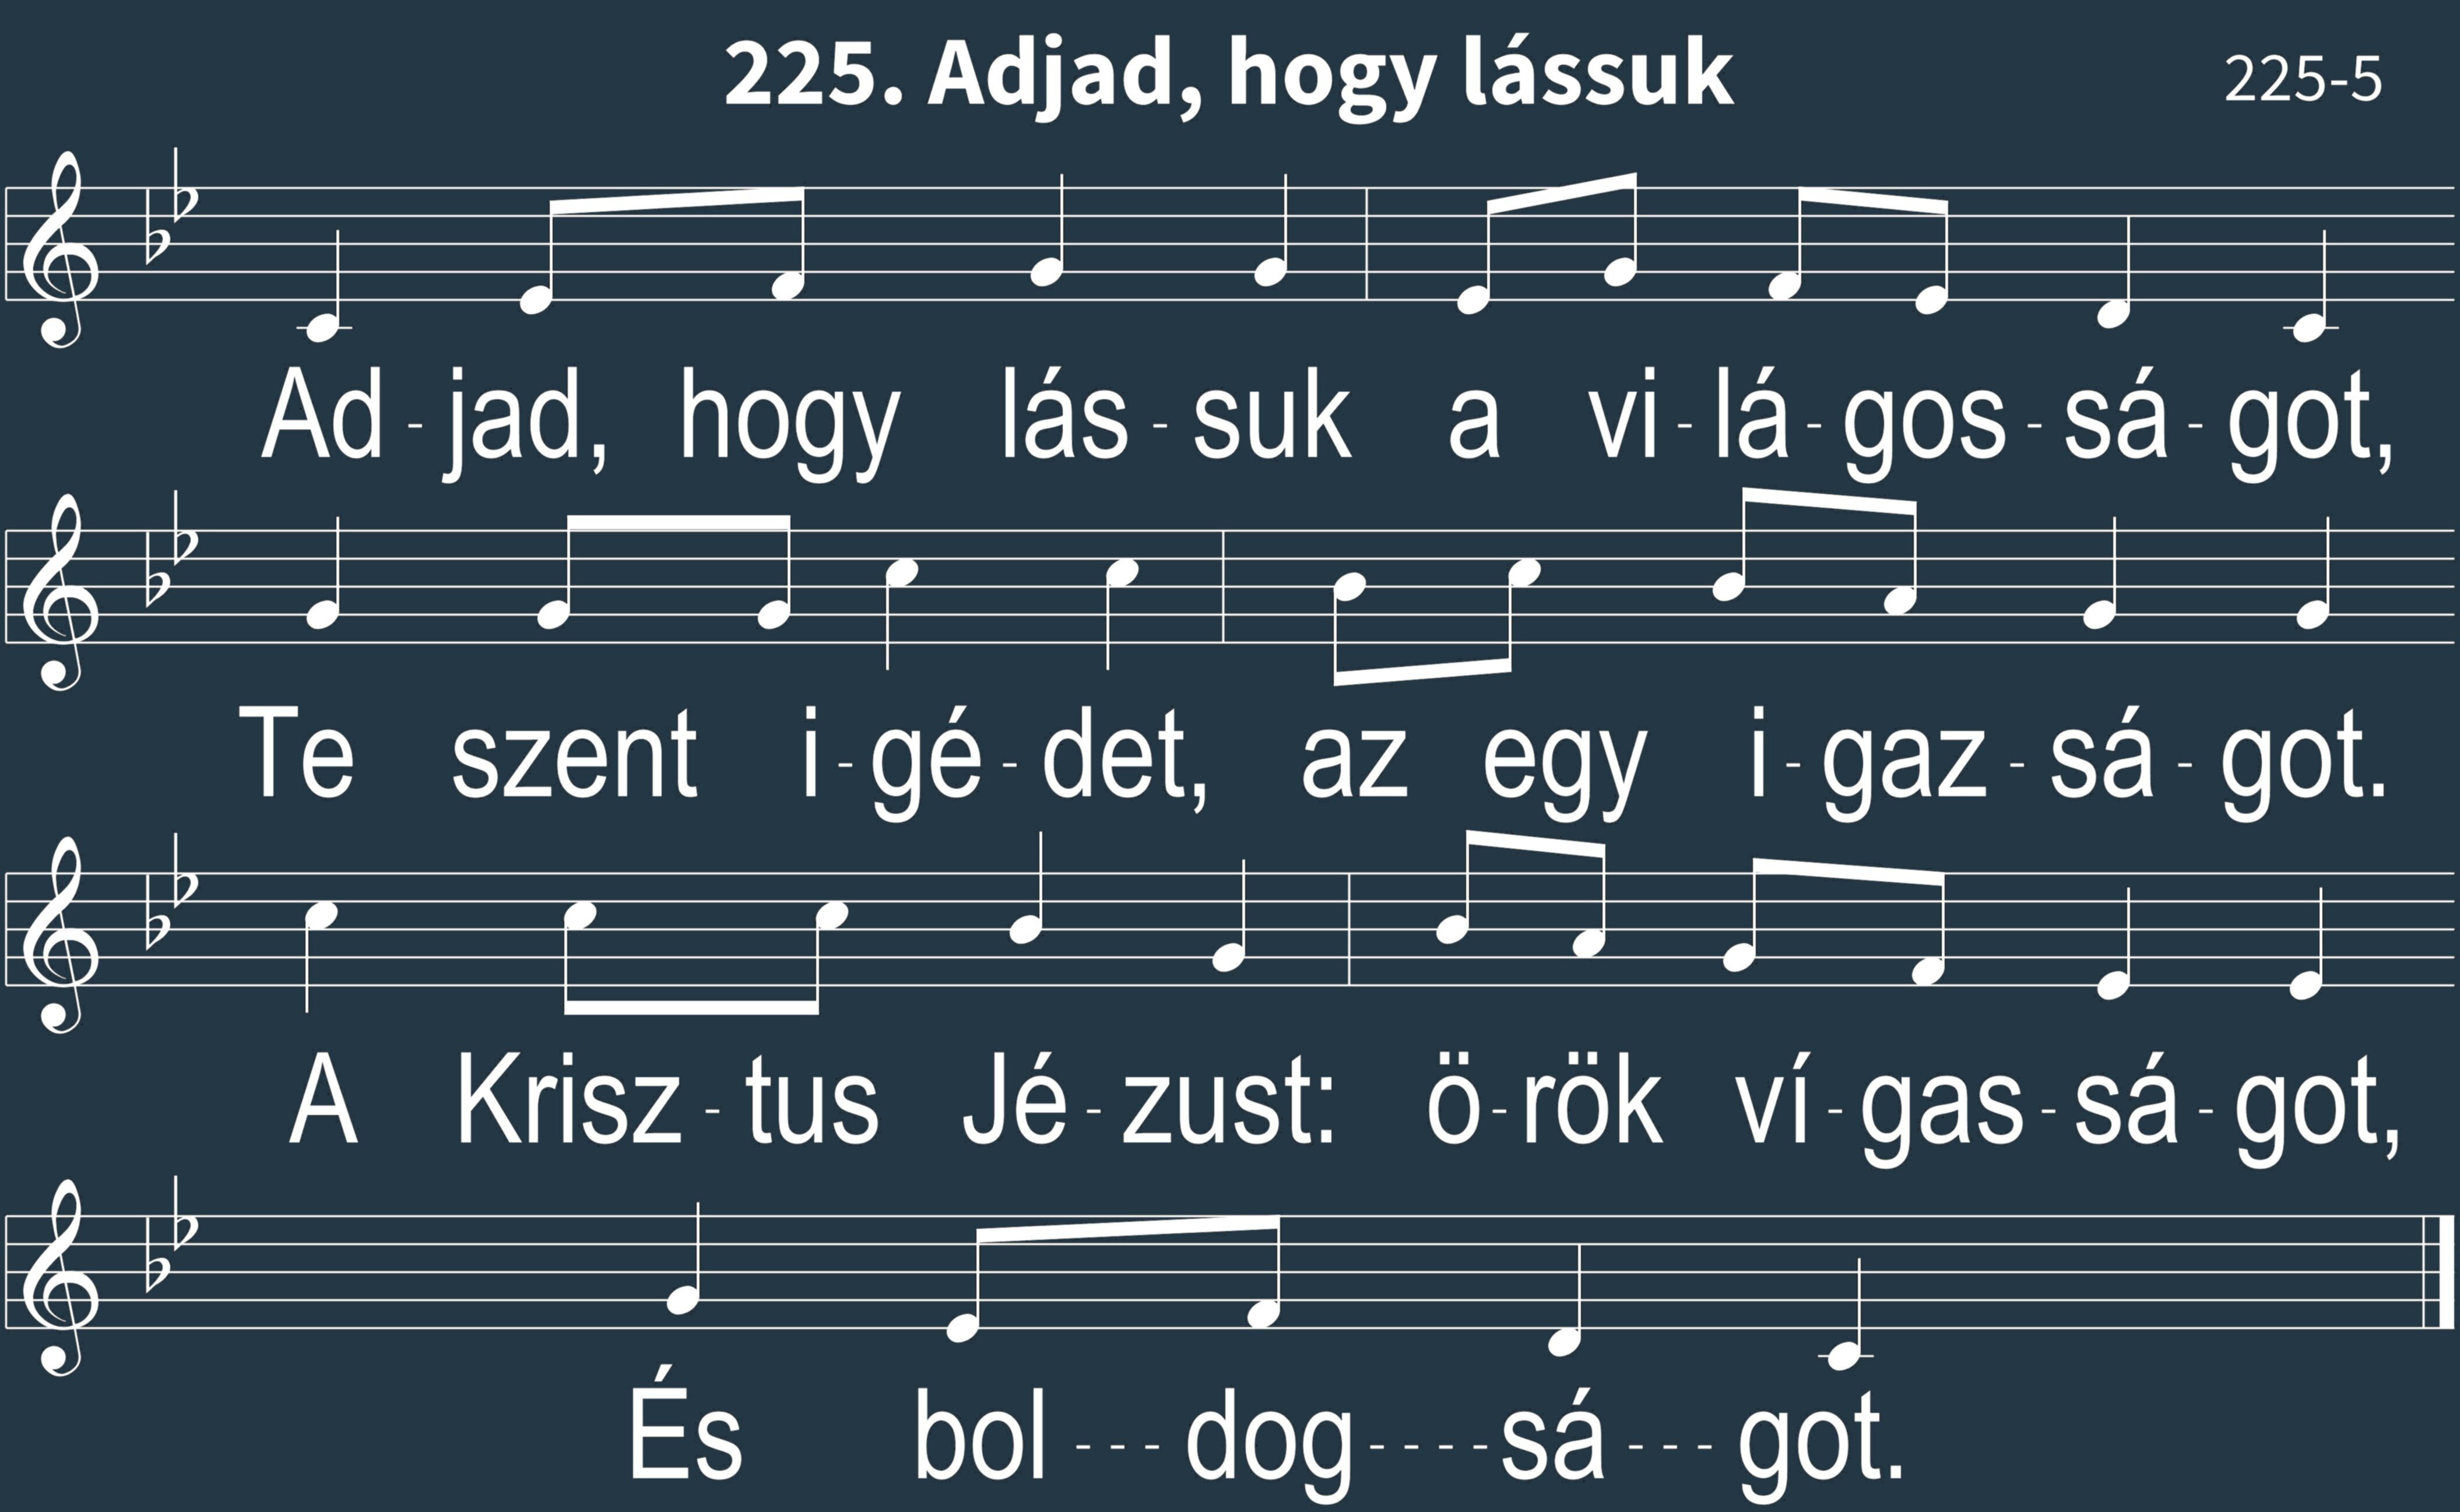 225. Adjad, hogy lássuk 225-5
Ad-jad, hogy lás-suk a vi-lá-gos-sá-got,
Te szent i-gé-det, az egy i-gaz-sá-got.
A Krisz-tus Jé-zust: ö-rök ví-gas-sá-got,
És bol---dog----sá---got.